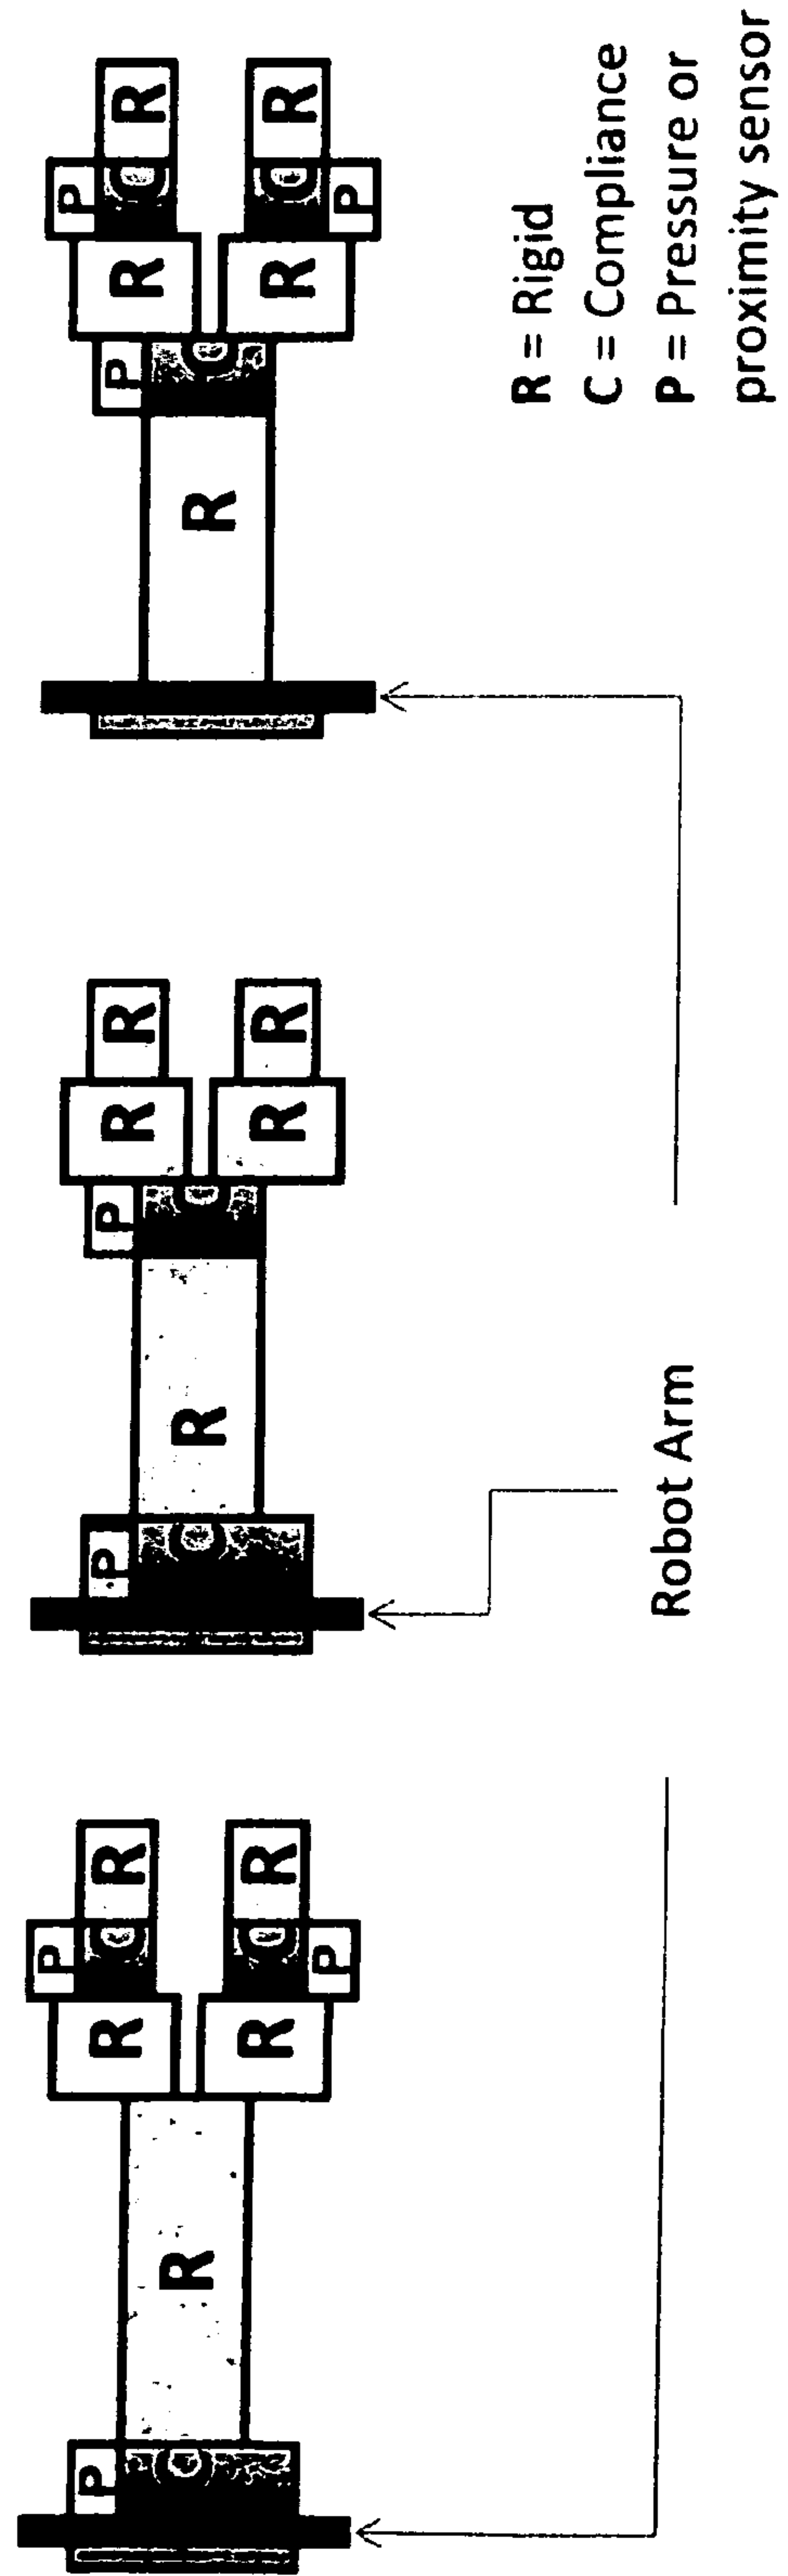 P
R
R
R
P
P
R
R
P
R
P
R
R
R
R
R
P
R
R
P
P
R
R
Robot Arm
R = Rigid
C = Compliance
P = Pressure or
proximity sensor